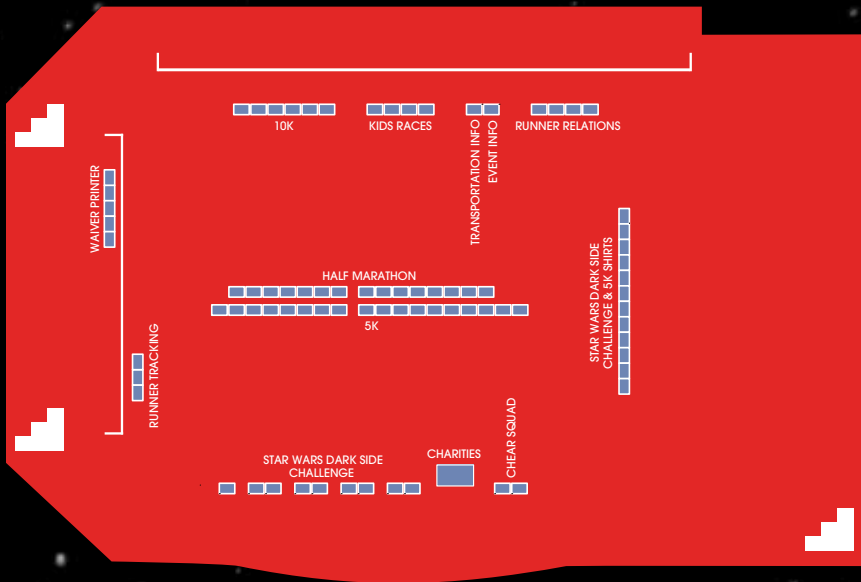 10K
KIDS RACES
TRANSPORTATION INFO
EVENT INFO
RUNNER RELATIONS
WAIVER PRINTER
HALF MARATHON
5K
STAR WARS DARK SIDE
CHALLENGE & 5K SHIRTS
RUNNER TRACKING
STAR WARS DARK SIDE
CHALLENGE
CHARITIES
CHEAR SQUAD